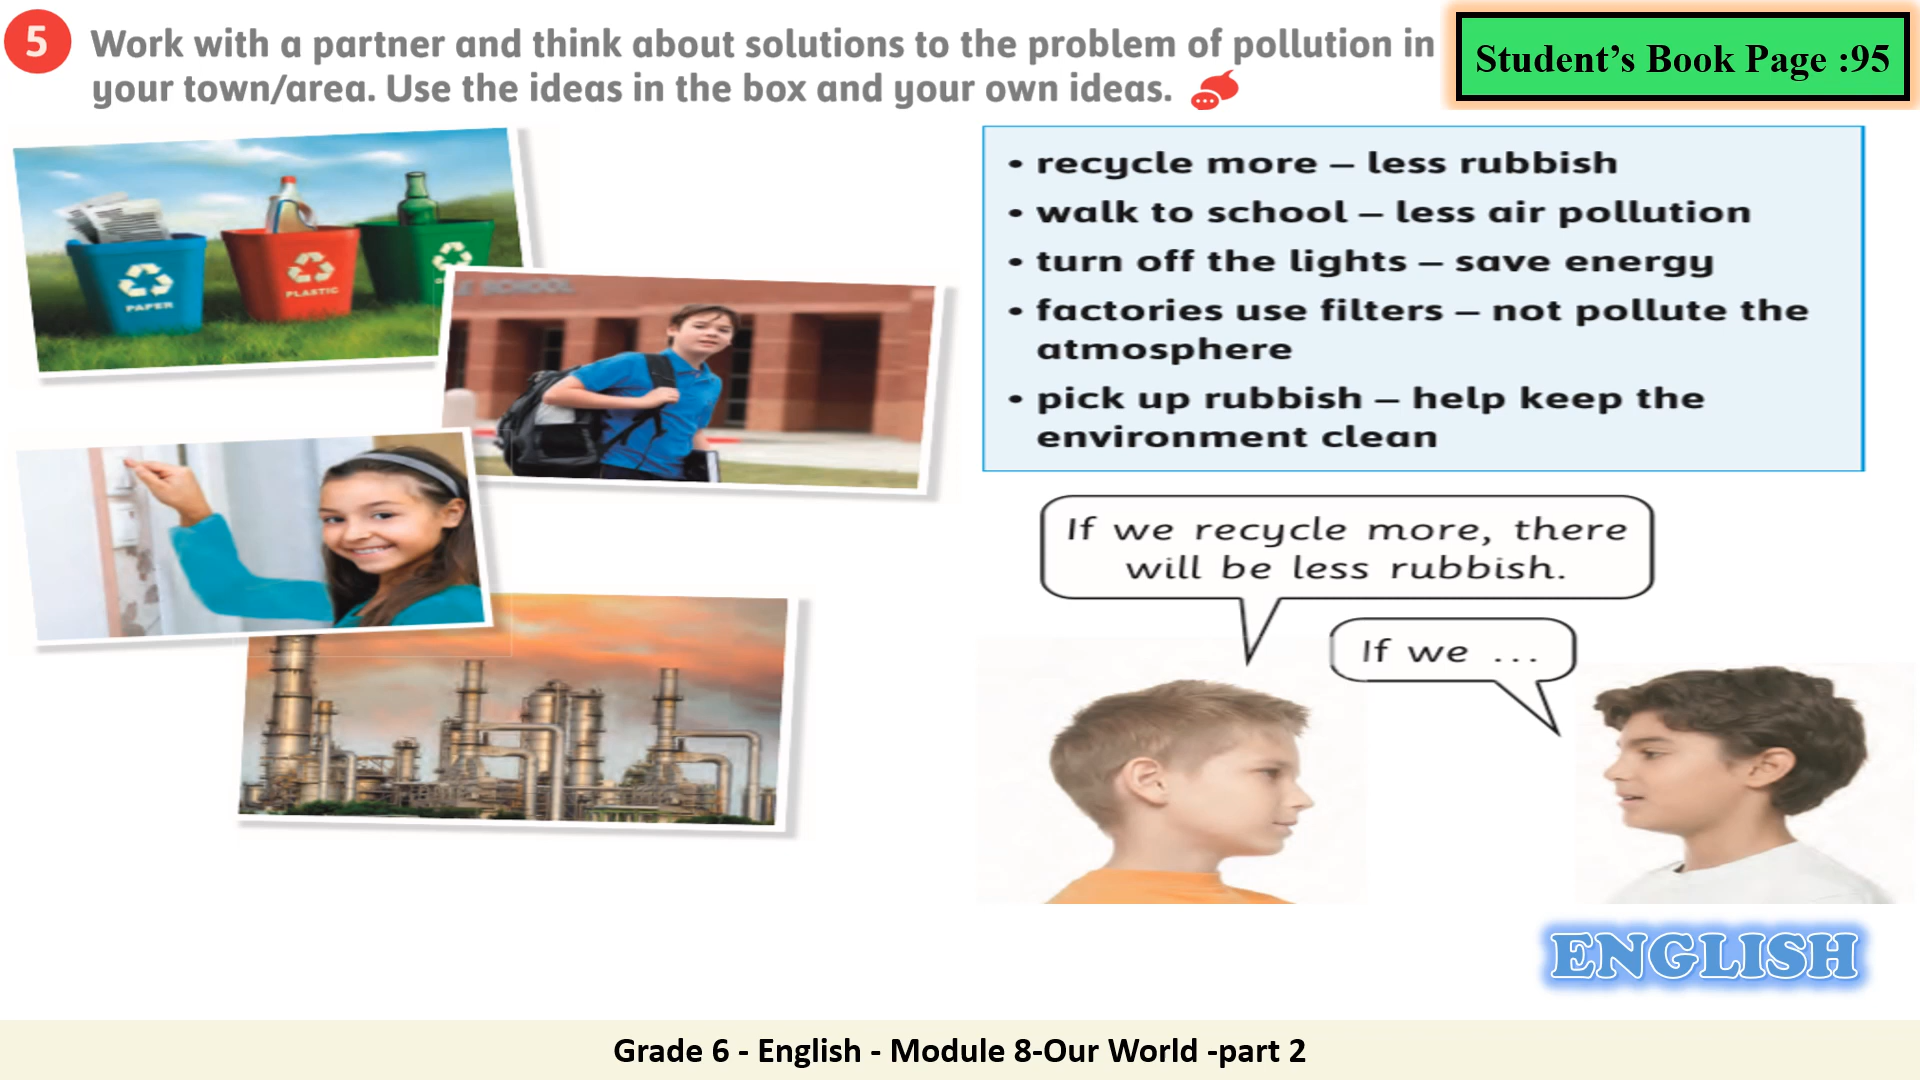 5 Work with a partner and think about solutions to the problem of pollution in
your town/area. Use the ideas in the box and your own ideas.
Student's Book Page :95
PAPER
PLASTIC
SCHOOL
• recycle more – less rubbish
• walk to school – less air pollution
• turn off the lights – save energy
• factories use filters – not pollute the
atmosphere
• pick up rubbish – help keep the
environment clean
If we recycle more, there
will be less rubbish.
If we ...
ENGLISH
Grade 6 - English - Module 8-Our World -part 2